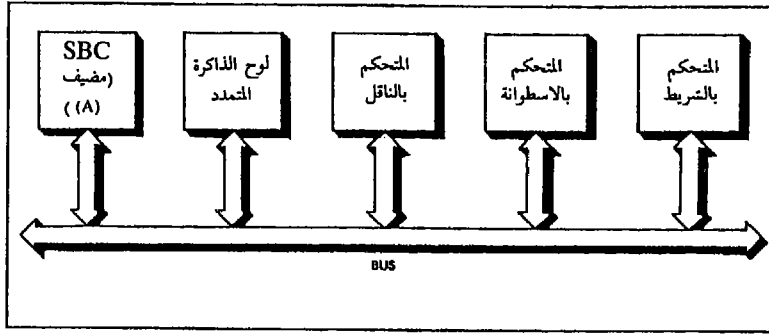 SBC
(مضيف
((A)
لوح الذاكرة
المتمدد
المتحكم
بالناقل
المتحكم
بالاسطوانة
المتحكم
بالشريط
BUS